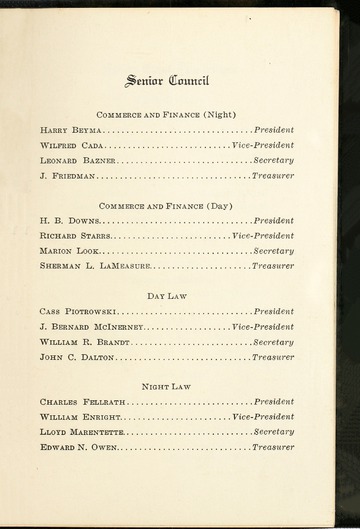 Senior Council
Commerce and Finance (Night)
Harry Beyma..............................President
Wilfred Cada.........................Vice-President
Leonard Bazner...........................Secretary
J. Friedman...............................Treasurer
Commerce and Finance (Day)
H. B. Downs..............................President
Richard Starrs........................Vice-President
Marion Look..............................Secretary
Sherman L. LaMeasure....................Treasurer
Day Law
Cass Piotrowski...........................President
J. Bernard McInerney.................Vice-President
William R. Brandt........................Secretary
John C. Dalton...........................Treasurer
Night Law
Charles Fellrath.........................President
William Enright......................Vice-President
Lloyd Marentette.........................Secretary
Edward N. Owen..........................Treasurer